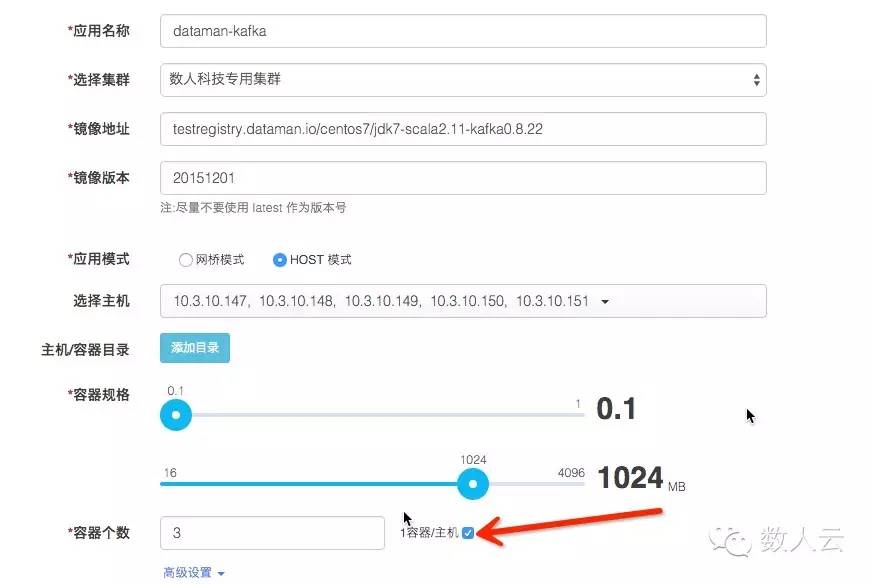 *应用名称 dataman-kafka
*选择集群 数人科技专用集群
*镜像地址 testregistry.dataman.io/centos7/jdk7-scala2.11-kafka0.8.22
*镜像版本 20151201
注:尽量不要使用 latest 作为版本号
*应用模式 网桥模式 HOST 模式
选择主机 10.3.10.147, 10.3.10.148, 10.3.10.149, 10.3.10.150, 10.3.10.151
主机/容器目录 添加目录
*容器规格 0.1 1 0.1
16 1024 4096 1024 MB
*容器个数 3 1容器/主机
高级设置
数人云